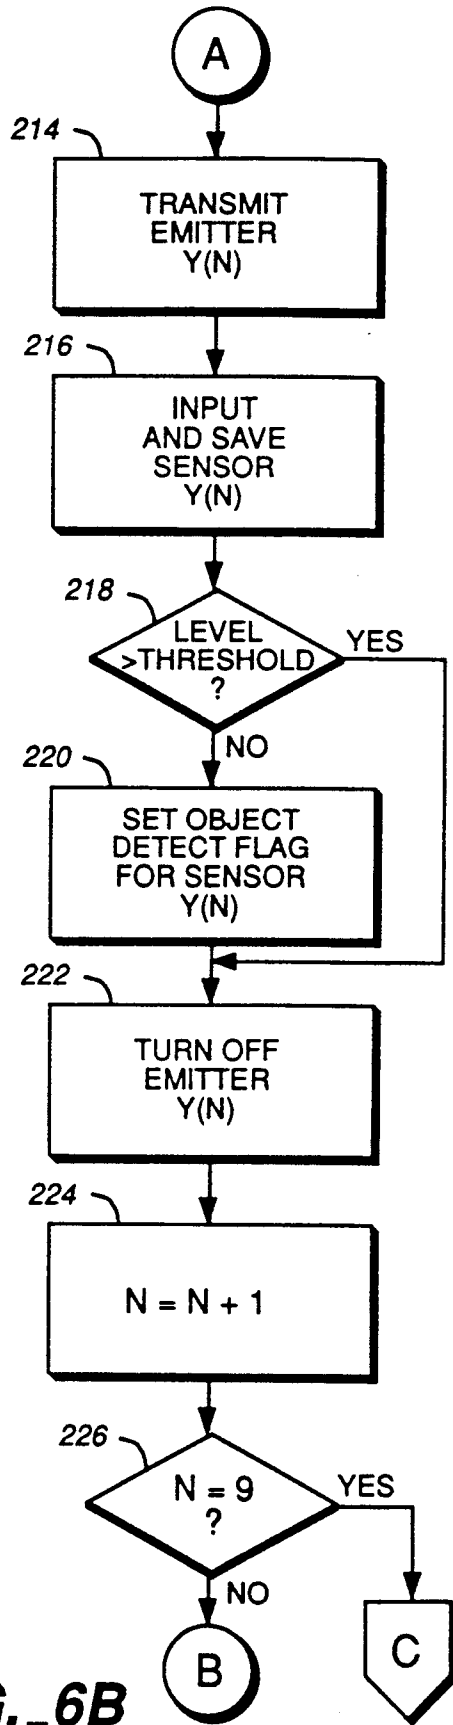 A
214
TRANSMIT
EMITTER
Y(N)
216
INPUT
AND SAVE
SENSOR
Y(N)
218
LEVEL
>THRESHOLD
?
YES
NO
220
SET OBJECT
DETECT FLAG
FOR SENSOR
Y(N)
222
TURN OFF
EMITTER
Y(N)
224
N = N + 1
226
N = 9
?
YES
NO
B
C
G._6B